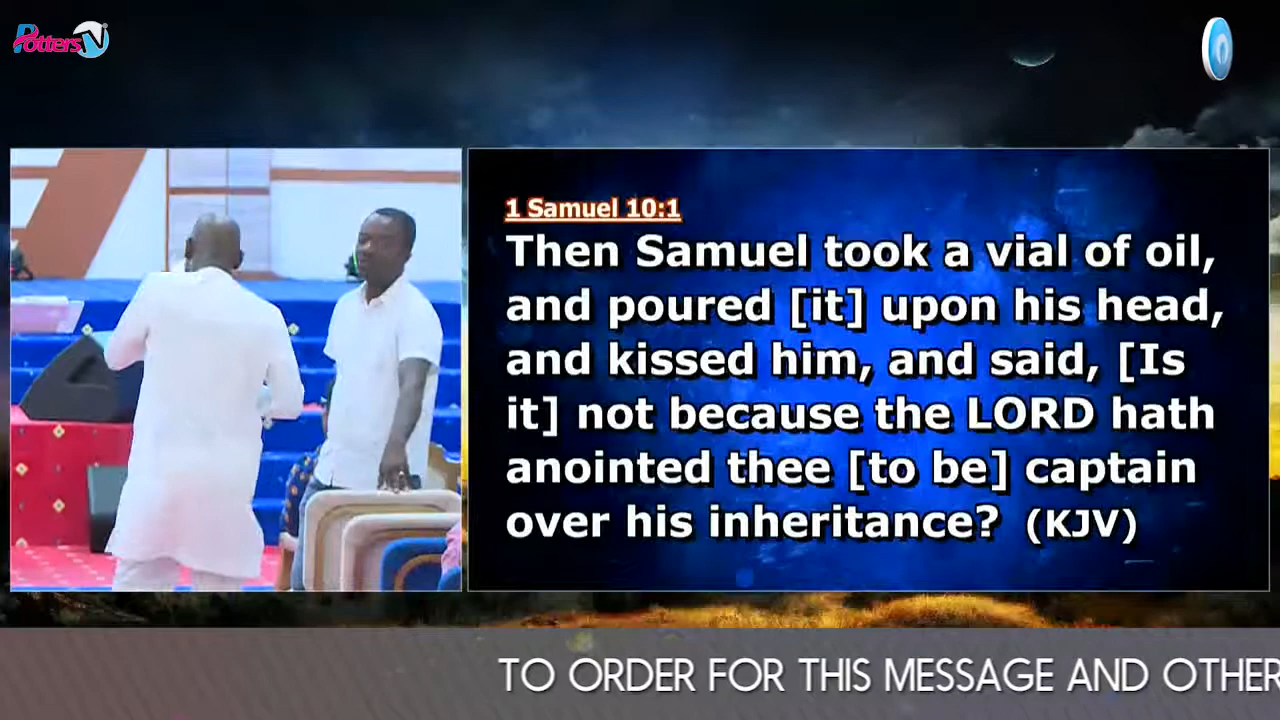 PottersTV
1 Samuel 10:1
Then Samuel took a vial of oil,
and poured [it] upon his head,
and kissed him, and said, [Is
it] not because the LORD hath
anointed thee [to be] captain
over his inheritance? (KJV)
TO ORDER FOR THIS MESSAGE AND OTHER